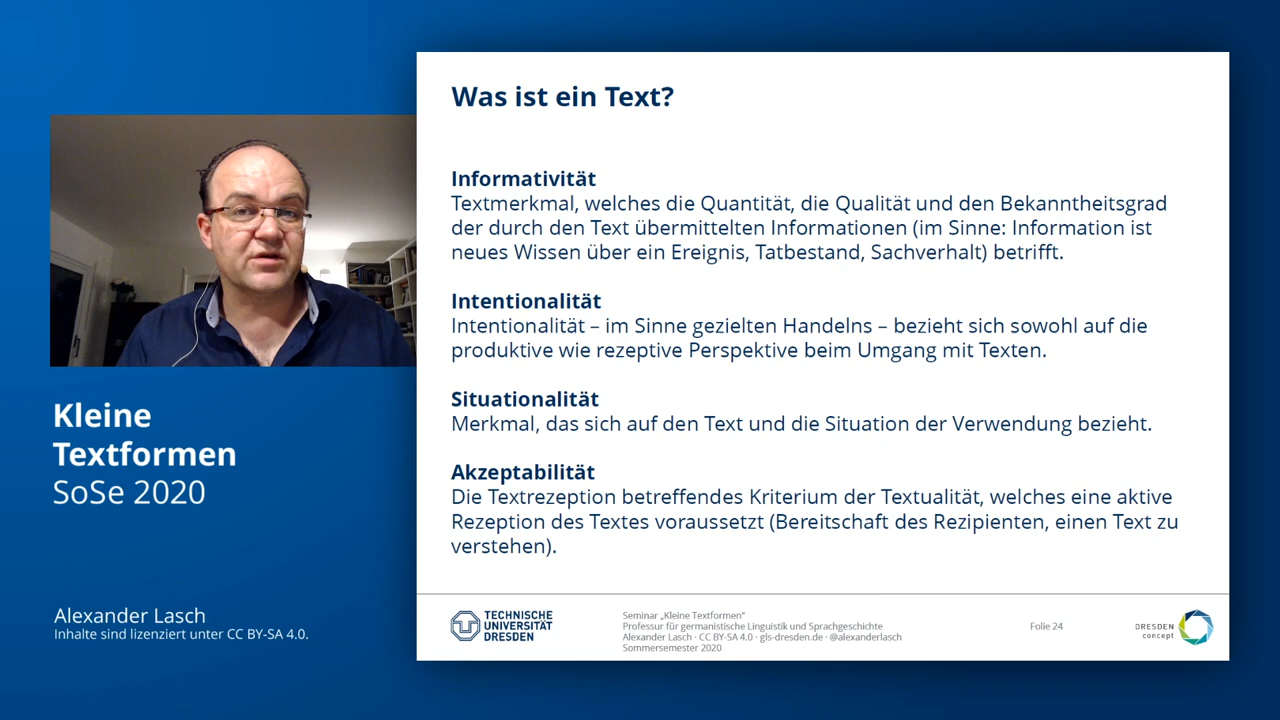 Was ist ein Text?
Informativität
Textmerkmal, welches die Quantität, die Qualität und den Bekanntheitsgrad
der durch den Text übermittelten Informationen (im Sinne: Information ist
neues Wissen über ein Ereignis, Tatbestand, Sachverhalt) betrifft.
Intentionalität
Intentionalität – im Sinne gezielten Handelns – bezieht sich sowohl auf die
produktive wie rezeptive Perspektive beim Umgang mit Texten.
Situationalität
Merkmal, das sich auf den Text und die Situation der Verwendung bezieht.
Akzeptabilität
Die Textrezeption betreffendes Kriterium der Textualität, welches eine aktive
Rezeption des Textes voraussetzt (Bereitschaft des Rezipienten, einen Text zu
verstehen).
Kleine
Textformen
SoSe 2020
Alexander Lasch
Inhalte sind lizenziert unter CC BY-SA 4.0.
TECHNISCHE
UNIVERSITÄT
DRESDEN
Seminar „Kleine Textformen“
Professur für germanistische Linguistik und Sprachgeschichte
Alexander Lasch · CC BY-SA 4.0 · gls-dresden.de · @alexanderlasch
Sommersemester 2020
Folie 24
DRESDEN
concept